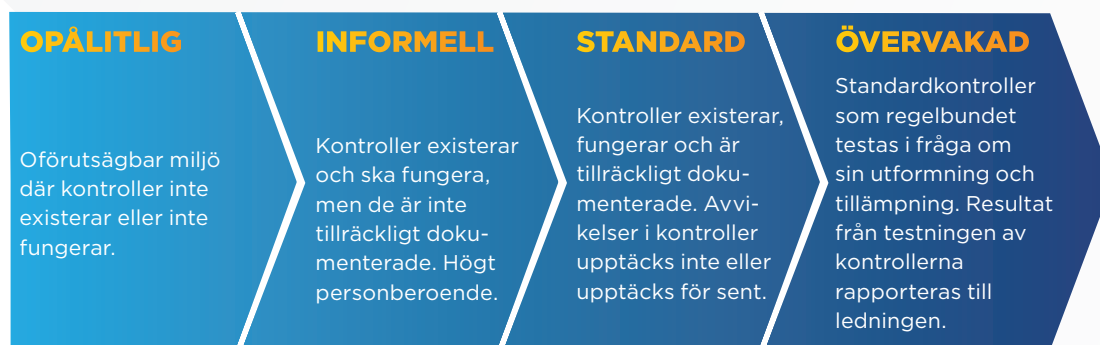 OPÅLITLIG
Oförutsägbar miljö
där kontroller inte
existerar eller inte
fungerar.
INFORMELL
Kontroller existerar
och ska fungera,
men de är inte
tillräckligt doku-
menterade. Högt
personberoende.
STANDARD
Kontroller existerar,
fungerar och är
tillräckligt doku-
menterade. Avvi-
kelser i kontroller
upptäcks inte eller
upptäcks för sent.
ÖVERVAKAD
Standardkontroller
som regelbundet
testas i fråga om
sin utformning och
tillämpning. Resultat
från testningen av
kontrollerna
rapporteras till
ledningen.